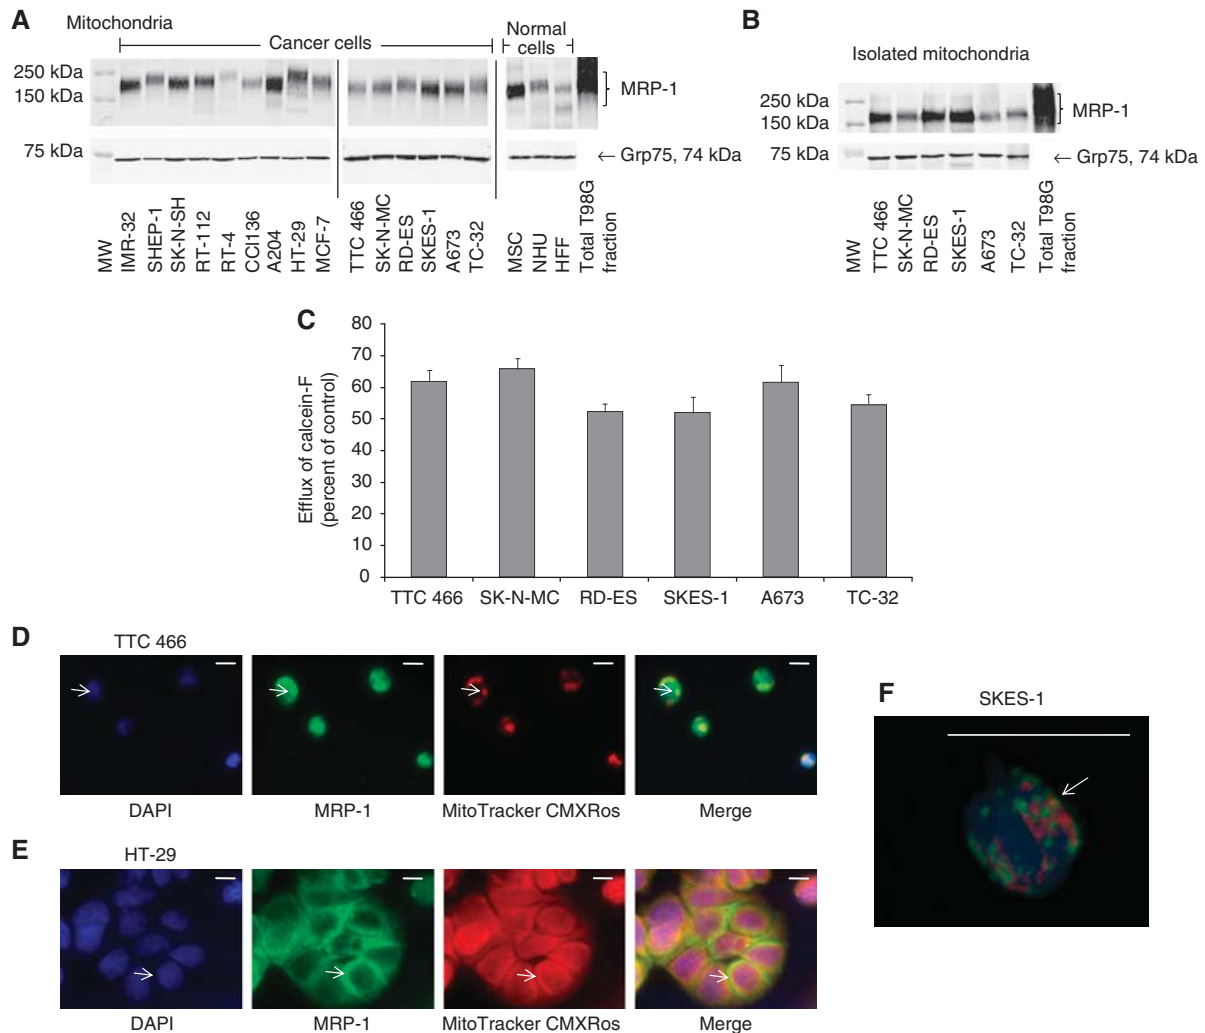 A
Mitochondria
Cancer cells
Normal
cells
250 kDa
150 kDa
MRP-1
75 kDa
← Grp75, 74 kDa
MW
IMR-32
SHEP-1
SK-N-SH
RT-112
RT-4
CCl136
A204
HT-29
MCF-7
TTC 466
SK-N-MC
RD-ES
SKES-1
A673
TC-32
MSC
NHU
HFF
Total T98G
fraction
B
Isolated mitochondria
250 kDa
150 kDa
MRP-1
75 kDa
← Grp75, 74 kDa
MW
TTC 466
SK-N-MC
RD-ES
SKES-1
A673
TC-32
Total T98G
fraction
C
Efflux of calcein-F
(percent of control)
80
70
60
50
40
30
20
10
0
TTC 466 SK-N-MC RD-ES SKES-1 A673 TC-32
D
TTC 466
DAPI MRP-1 MitoTracker CMXRos Merge
E
HT-29
DAPI MRP-1 MitoTracker CMXRos Merge
F
SKES-1